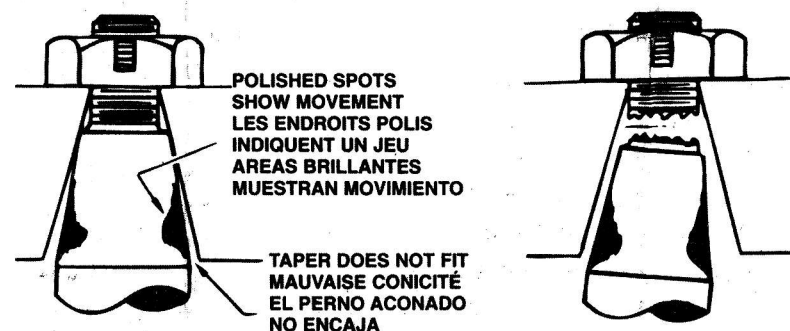 POLISHED SPOTS
SHOW MOVEMENT
LES ENDROITS POLIS
INDIQUENT UN JEU
AREAS BRILLANTES
MUESTRAN MOVIMIENTO
TAPER DOES NOT FIT
MAUVAISE CONICITÉ
EL PERNO ACONADO
NO ENCAJA